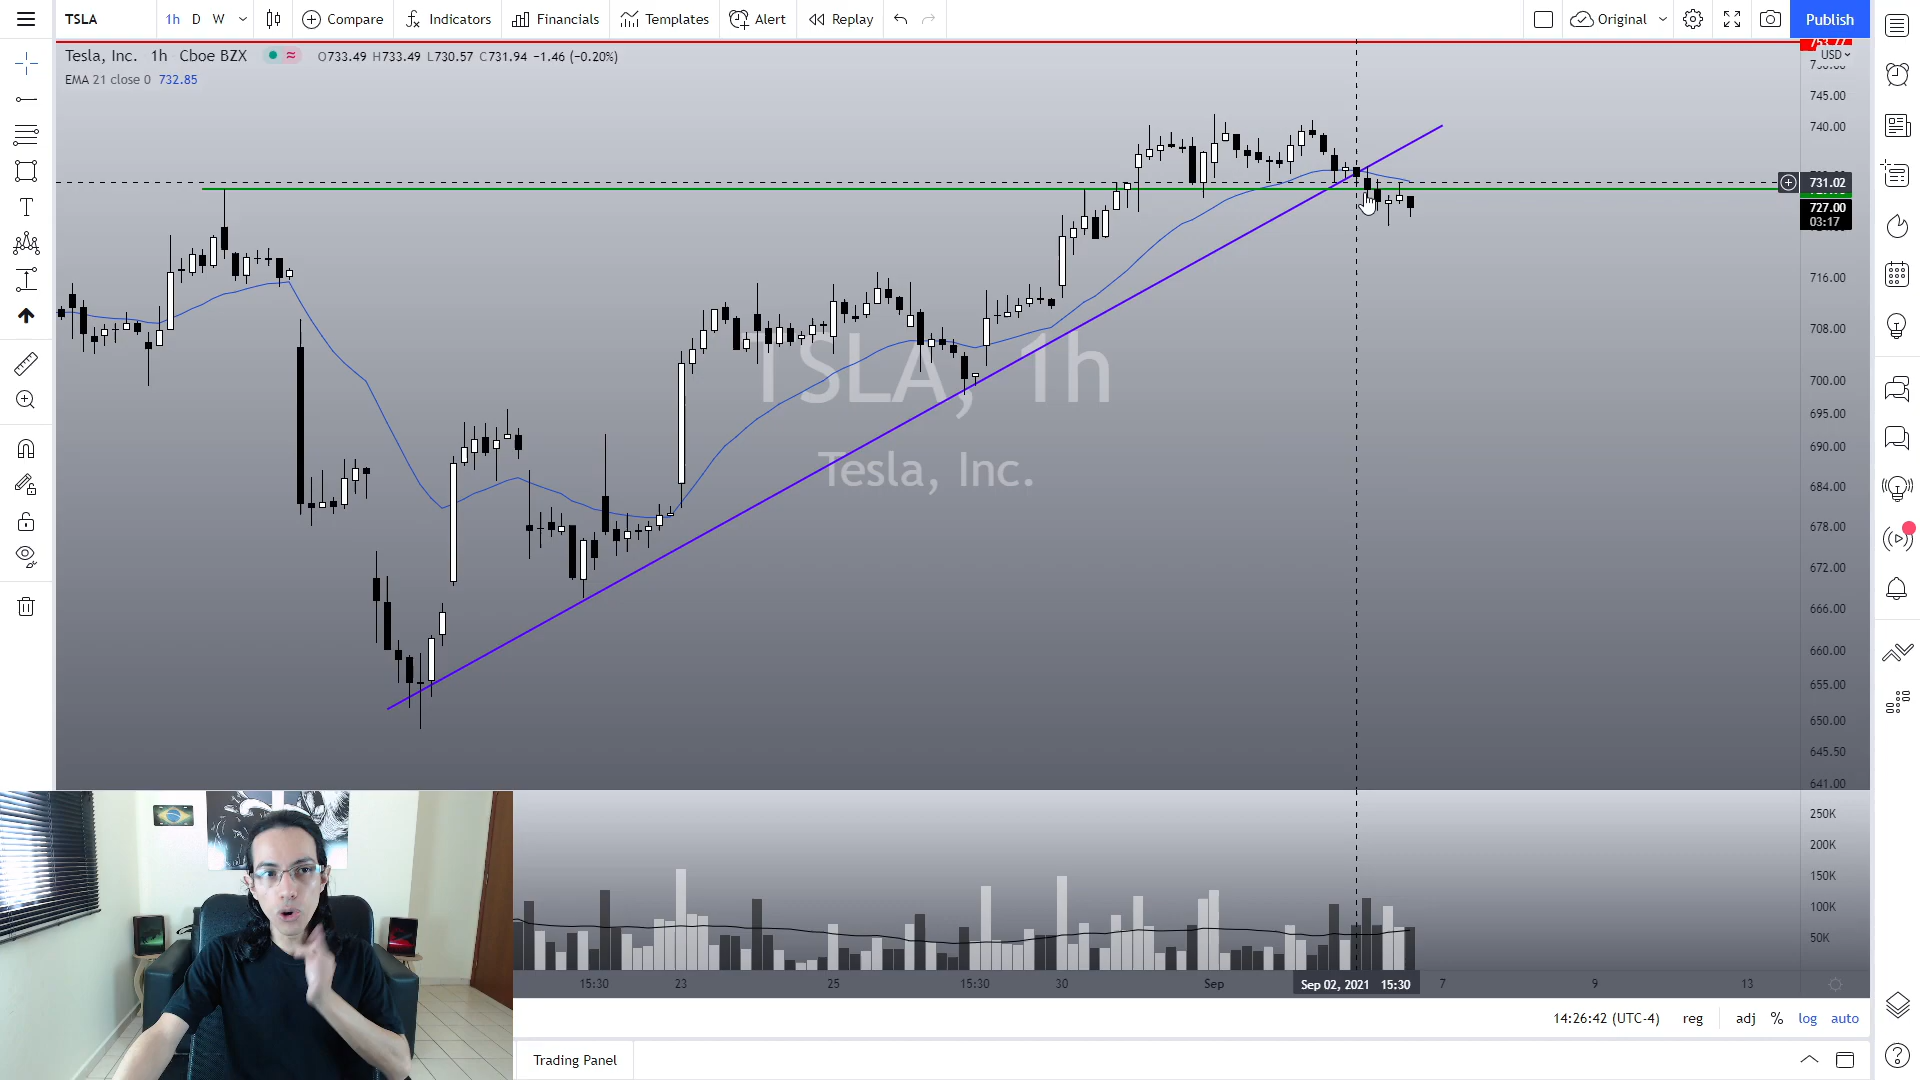 TSLA 1h D W Compare Indicators Financials Templates Alert Replay Original Publish
Tesla, Inc. 1h Cboe BZX O733.49 H733.49 L730.57 C731.94 −1.46 (−0.20%)
EMA 21 close 0 732.85
USD
745.00
740.00
731.02
727.00
03:17
716.00
708.00
700.00
695.00
690.00
684.00
678.00
672.00
666.00
660.00
655.00
650.00
645.50
641.00
TSLA, 1h
Tesla, Inc.
250K
200K
150K
100K
50K
15:30 23 25 15:30 30 Sep Sep 02, 2021 15:30 7 9 13
14:26:42 (UTC-4) reg adj % log auto
Trading Panel